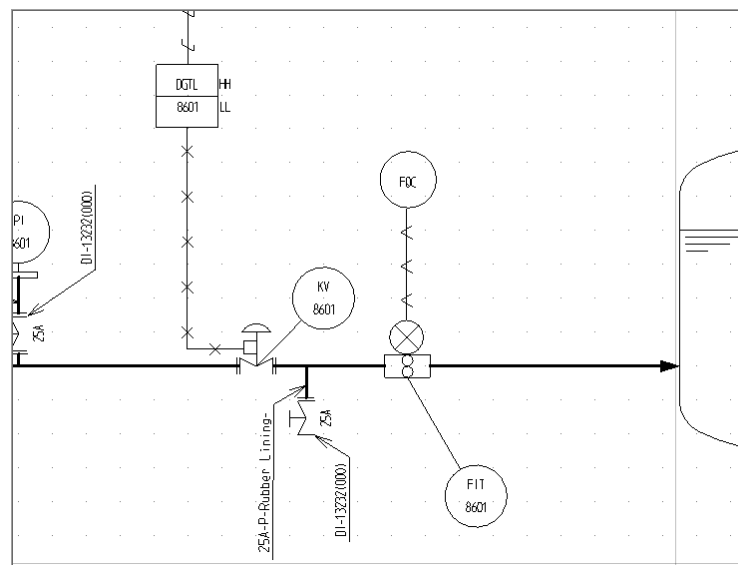 DGTL HH
8601 LL
FQC
PI
8601
DI-13232(000)
KV
8601
25A
25A
25A-P-Rubber Lining-
DI-13232(000)
FIT
8601